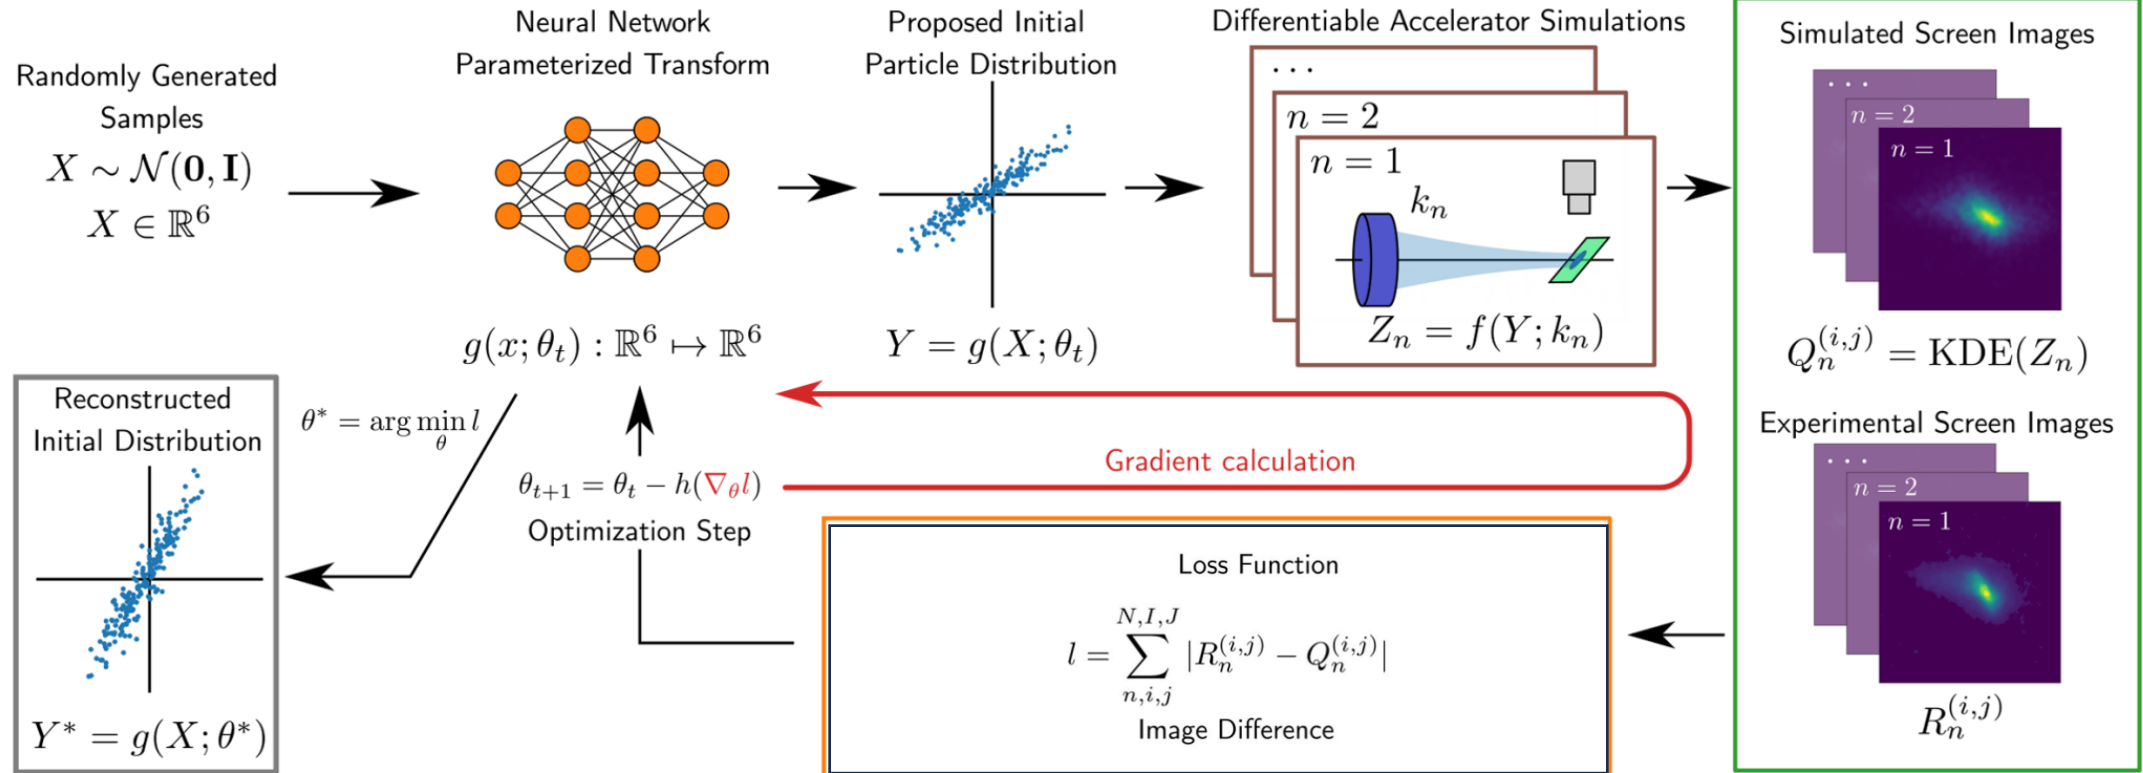 Randomly Generated
Samples
X ∼ 𝒩(𝟎, 𝐈)
X ∈ ℝ⁶
Neural Network
Parameterized Transform
g(x; θ_t) : ℝ⁶ ↦ ℝ⁶
Proposed Initial
Particle Distribution
Y = g(X; θ_t)
Differentiable Accelerator Simulations
· · ·
n = 2
n = 1
k_n
Z_n = f(Y; k_n)
Simulated Screen Images
· · ·
n = 2
n = 1
Q_n^{(i,j)} = KDE(Z_n)
Experimental Screen Images
· · ·
n = 2
n = 1
R_n^{(i,j)}
Loss Function
l = ∑_{n,i,j}^{N,I,J} |R_n^{(i,j)} − Q_n^{(i,j)}|
Image Difference
Gradient calculation
θ_{t+1} = θ_t − h(∇_θ l)
Optimization Step
θ* = arg min_θ l
Reconstructed
Initial Distribution
Y* = g(X; θ*)